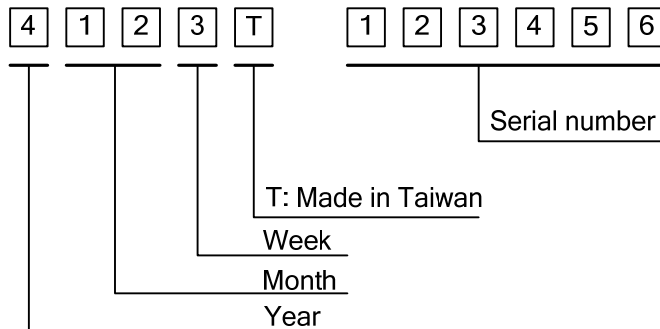 4 1 2 3 T 1 2 3 4 5 6
Serial number
T: Made in Taiwan
Week
Month
Year